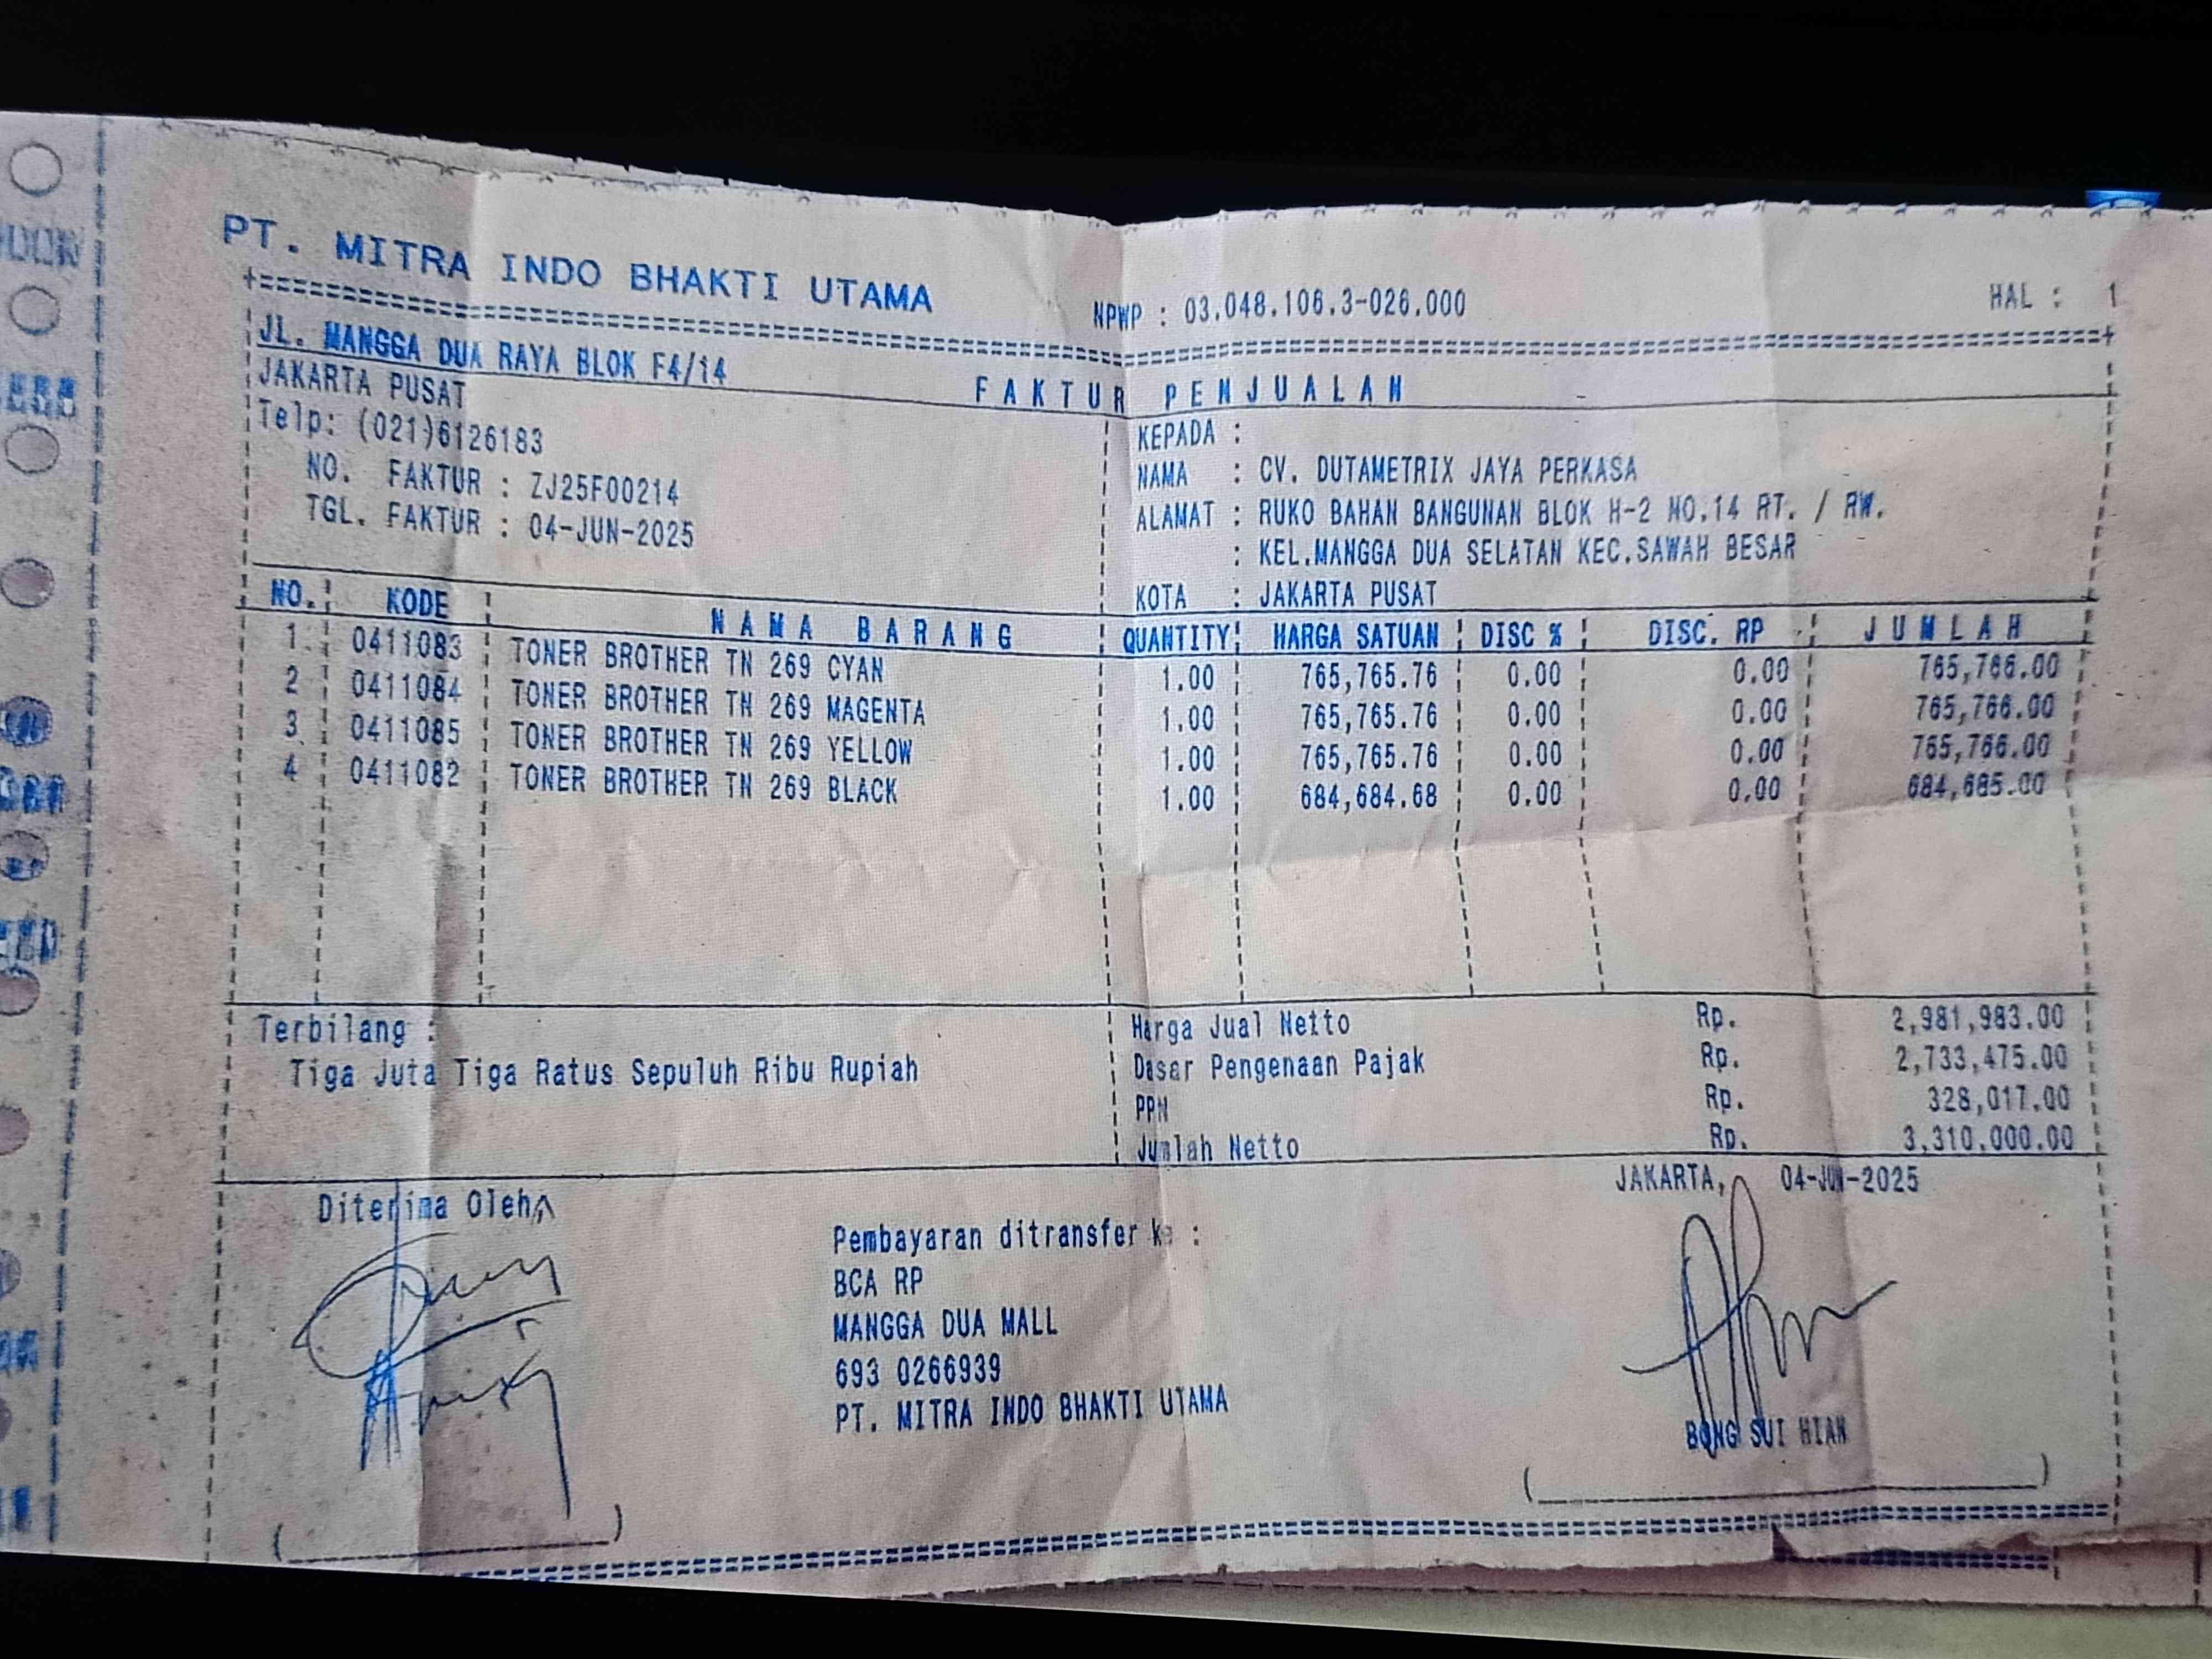 PT. MITRA INDO BHAKTI UTAMA
NPWP : 03.048.106.3-026.000
HAL : 1
JL. MANGGA DUA RAYA BLOK F4/14
JAKARTA PUSAT
Telp: (021)6126183
FAKTUR PENJUALAN
NO. FAKTUR : ZJ25F00214
TGL. FAKTUR : 04-JUN-2025
KEPADA :
NAMA : CV. DUTAMETRIX JAYA PERKASA
ALAMAT : RUKO BAHAN BANGUNAN BLOK H-2 NO.14 RT. / RW.
: KEL.MANGGA DUA SELATAN KEC.SAWAH BESAR
KOTA : JAKARTA PUSAT
NO. KODE NAMA BARANG QUANTITY HARGA SATUAN DISC % DISC. RP JUMLAH
1 0411083 TONER BROTHER TN 269 CYAN 1.00 765,765.76 0.00 0.00 765,766.00
2 0411084 TONER BROTHER TN 269 MAGENTA 1.00 765,765.76 0.00 0.00 765,766.00
3 0411085 TONER BROTHER TN 269 YELLOW 1.00 765,765.76 0.00 0.00 765,766.00
4 0411082 TONER BROTHER TN 269 BLACK 1.00 684,684.68 0.00 0.00 684,685.00
Terbilang :
Tiga Juta Tiga Ratus Sepuluh Ribu Rupiah
Harga Jual Netto Rp. 2,981,983.00
Dasar Pengenaan Pajak Rp. 2,733,475.00
PPN Rp. 328,017.00
Jumlah Netto Rp. 3,310,000.00
Diterima Oleh
JAKARTA, 04-JUN-2025
Pembayaran ditransfer ke :
BCA RP
MANGGA DUA MALL
693 0266939
PT. MITRA INDO BHAKTI UTAMA
BONG SUI HIAN